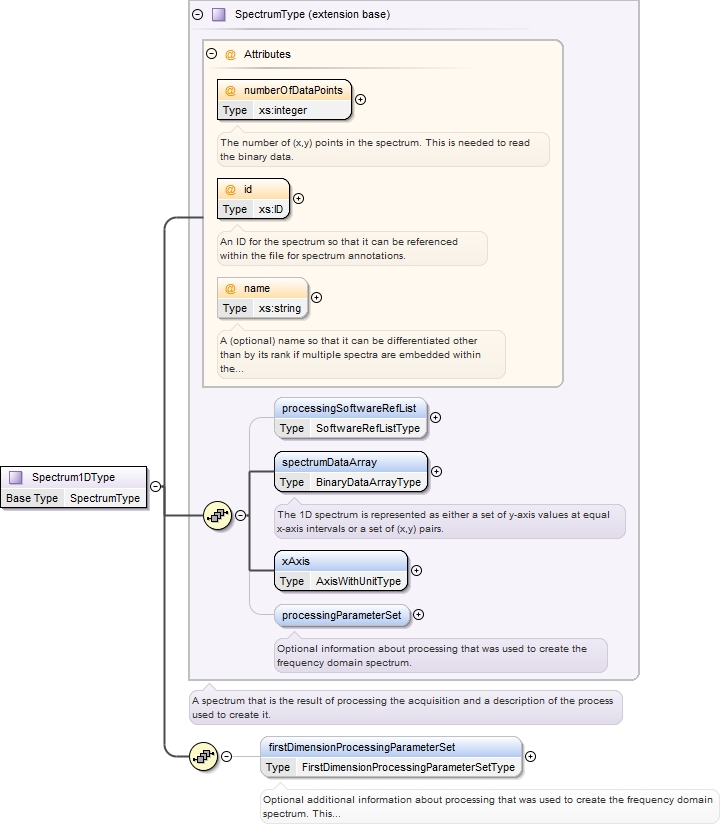 SpectrumType (extension base)
@ Attributes
@ numberOfDataPoints
Type xs:integer
The number of (x,y) points in the spectrum. This is needed to read
the binary data.
@ id
Type xs:ID
An ID for the spectrum so that it can be referenced
within the file for spectrum annotations.
@ name
Type xs:string
A (optional) name so that it can be differentiated other
than by its rank if multiple spectra are embedded within
the...
processingSoftwareRefList
Type SoftwareRefListType
Spectrum1DType
Base Type SpectrumType
spectrumDataArray
Type BinaryDataArrayType
The 1D spectrum is represented as either a set of y-axis values at equal
x-axis intervals or a set of (x,y) pairs.
xAxis
Type AxisWithUnitType
processingParameterSet
Optional information about processing that was used to create the
frequency domain spectrum.
A spectrum that is the result of processing the acquisition and a description of the process
used to create it.
firstDimensionProcessingParameterSet
Type FirstDimensionProcessingParameterSetType
Optional additional information about processing that was used to create the frequency domain
spectrum. This...